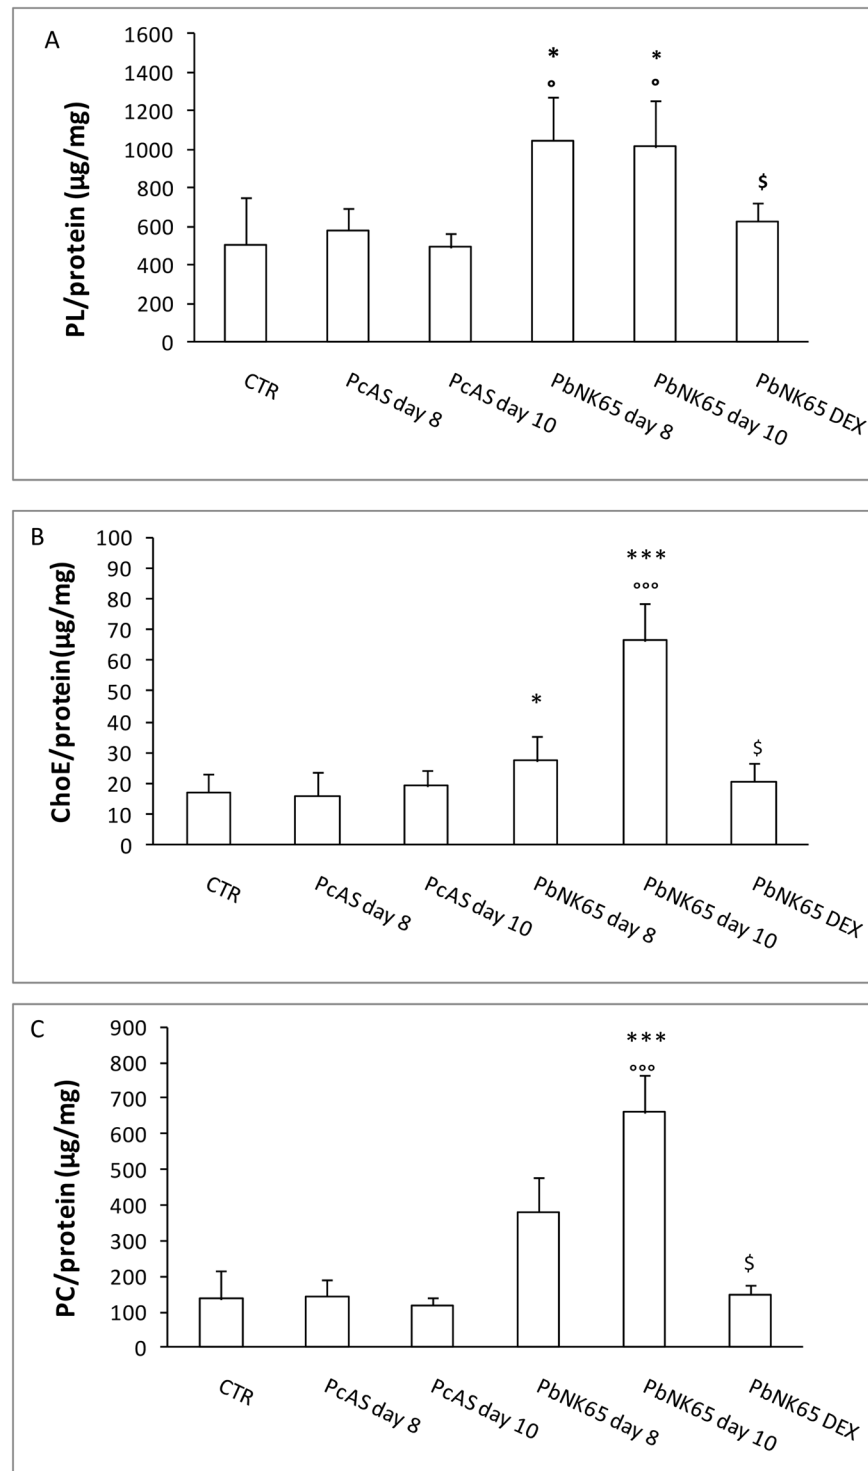 A
PL/protein (µg/mg)
1600
1400
1200
1000
800
600
400
200
0
* *
° °
$
CTR
PcAS day 8
PcAS day 10
PbNK65 day 8
PbNK65 day 10
PbNK65 DEX
B
ChoE/protein(µg/mg)
100
90
80
70
60
50
40
30
20
10
0
*
***
°°°
$
CTR
PcAS day 8
PcAS day 10
PbNK65 day 8
PbNK65 day 10
PbNK65 DEX
C
PC/protein (µg/mg)
900
800
700
600
500
400
300
200
100
0
***
°°°
$
CTR
PcAS day 8
PcAS day 10
PbNK65 day 8
PbNK65 day 10
PbNK65 DEX